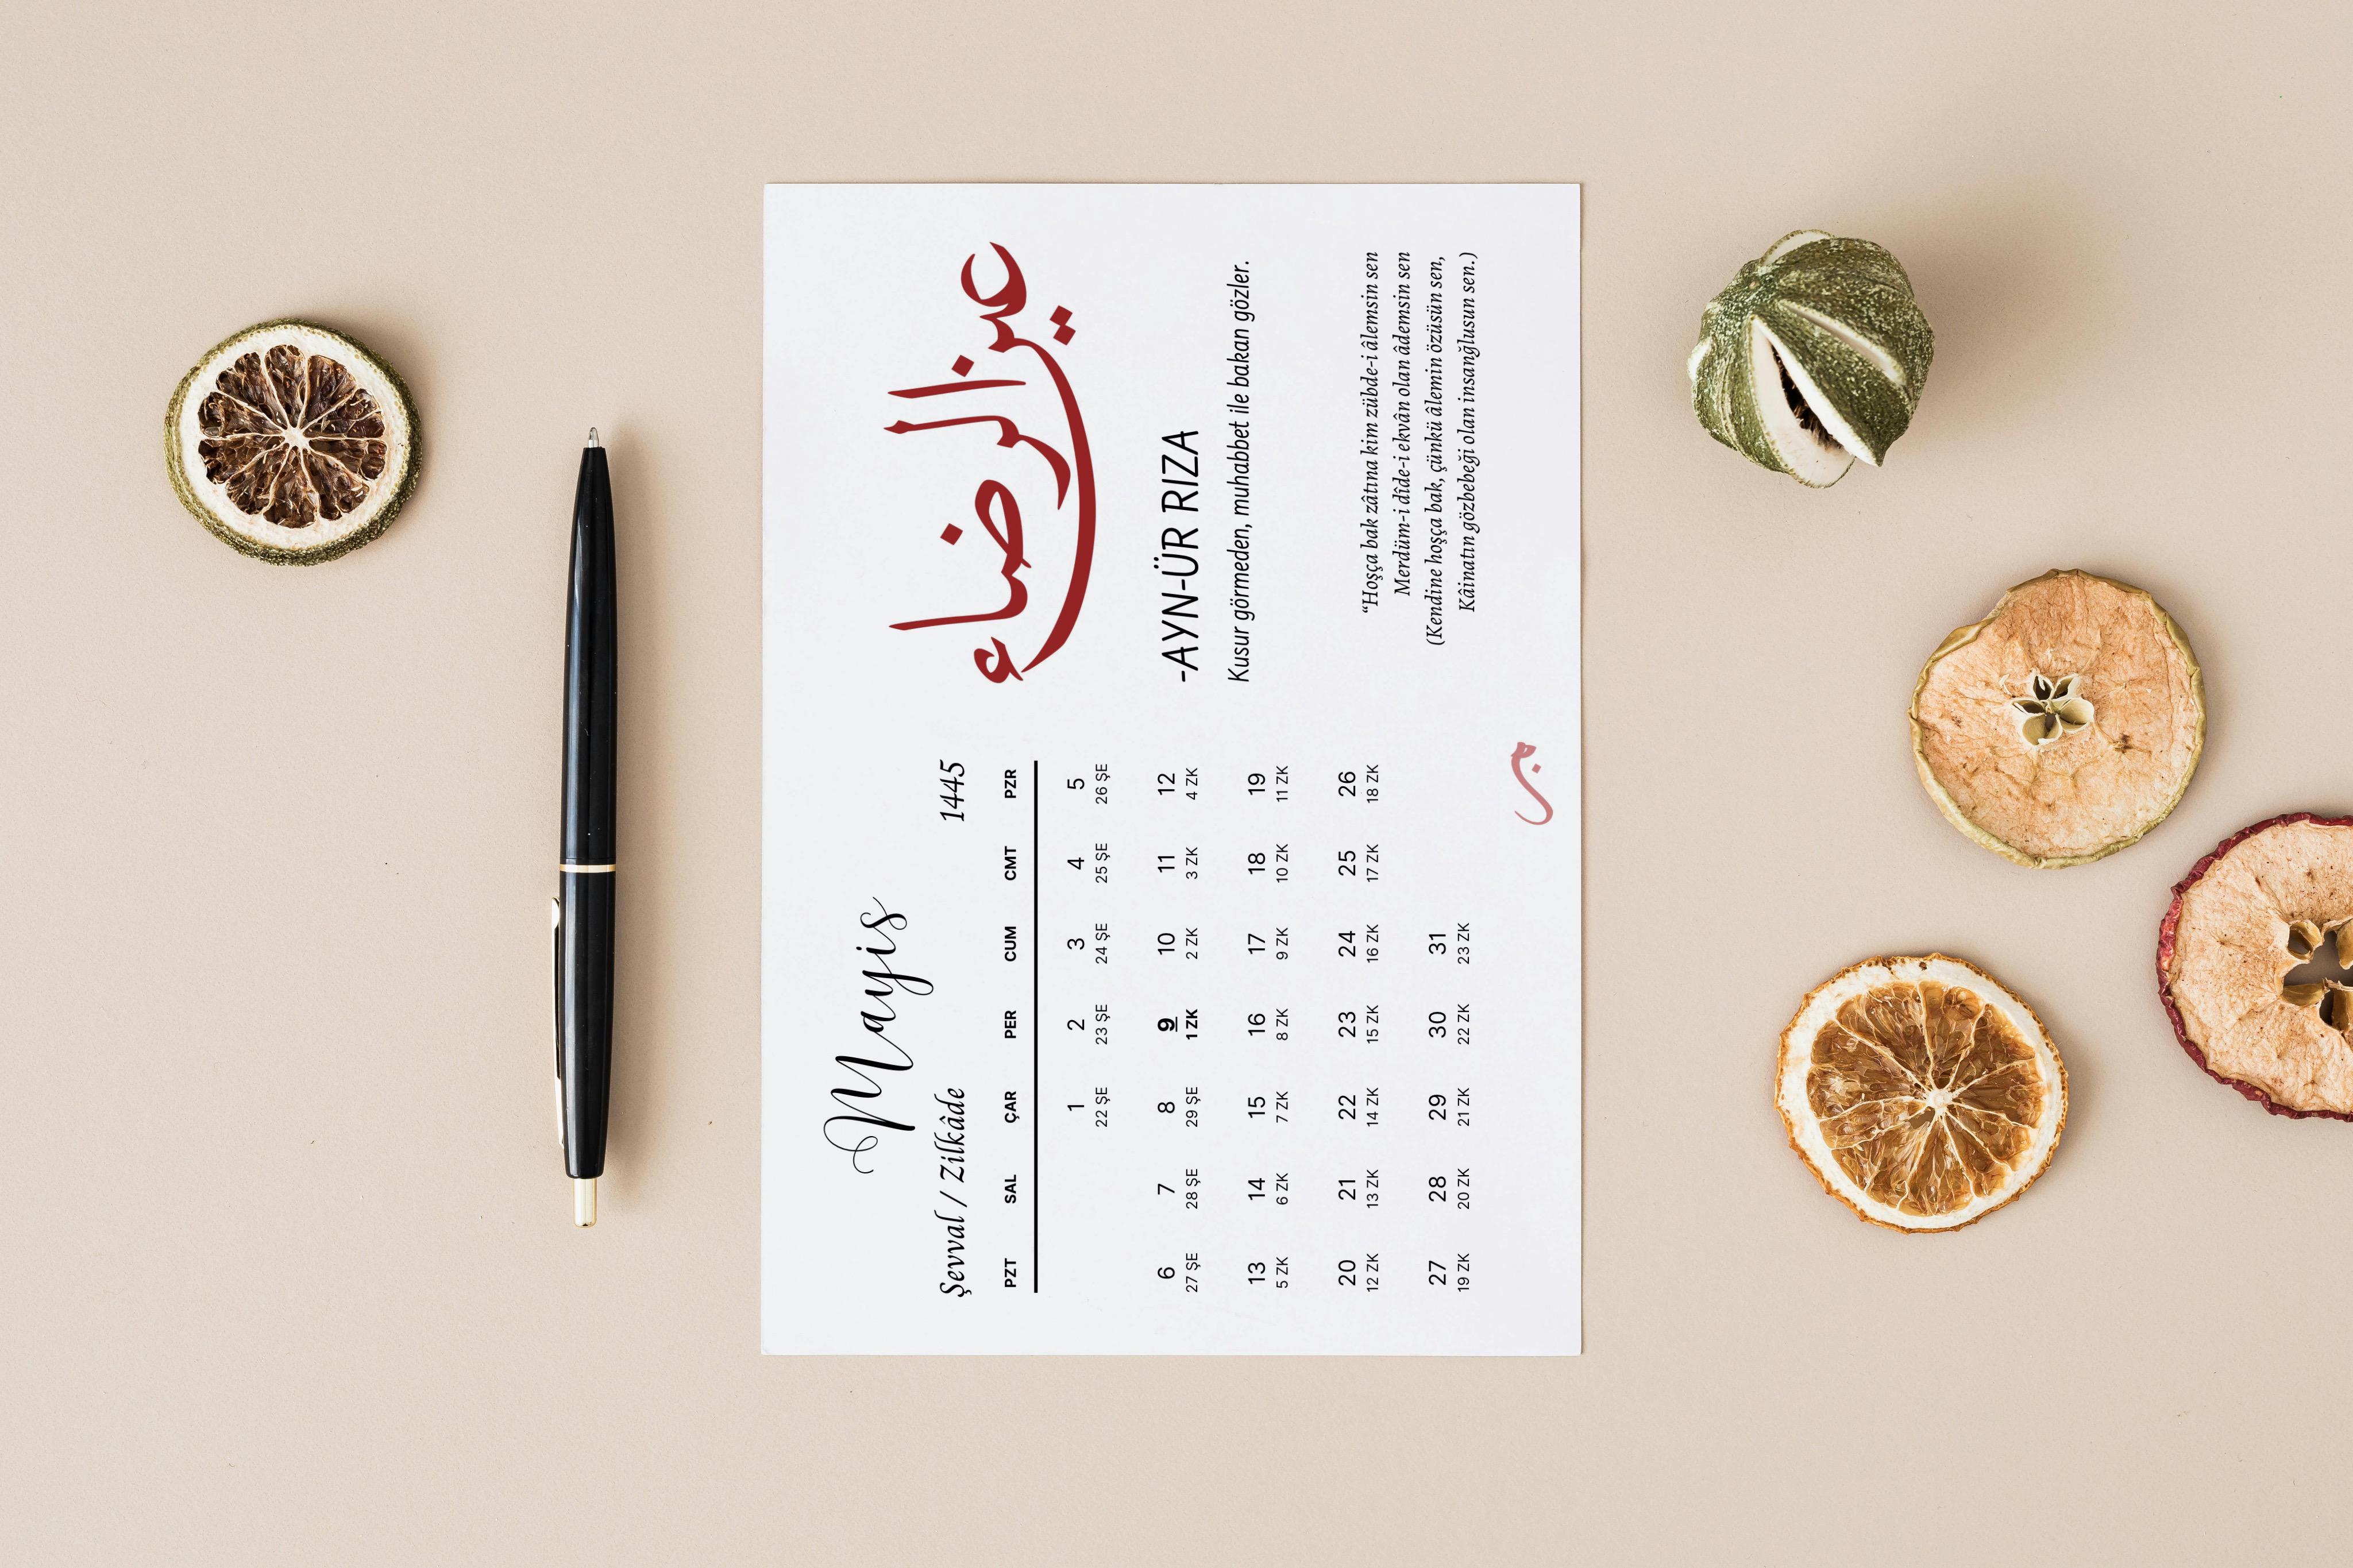 Mayıs
Şevval / Zilkâde 1445
PZT SAL ÇAR PER CUM CMT PZR
1 2 3 4 5
22 ŞE 23 ŞE 24 ŞE 25 ŞE 26 ŞE
6 7 8 9 10 11 12
27 ŞE 28 ŞE 29 ŞE 1 ZK 2 ZK 3 ZK 4 ZK
13 14 15 16 17 18 19
5 ZK 6 ZK 7 ZK 8 ZK 9 ZK 10 ZK 11 ZK
20 21 22 23 24 25 26
12 ZK 13 ZK 14 ZK 15 ZK 16 ZK 17 ZK 18 ZK
27 28 29 30 31
19 ZK 20 ZK 21 ZK 22 ZK 23 ZK
عين الرضاء
-AYN-ÜR RIZA
Kusur görmeden, muhabbet ile bakan gözler.
“Hoşça bak zâtına kim zübde-i âlemsin sen
Merdüm-i dîde-i ekvân olan âdemsin sen
(Kendine hoşça bak, çünkü âlemin özüsün sen,
Kâinatın gözbebeği olan insanğlusun sen.)